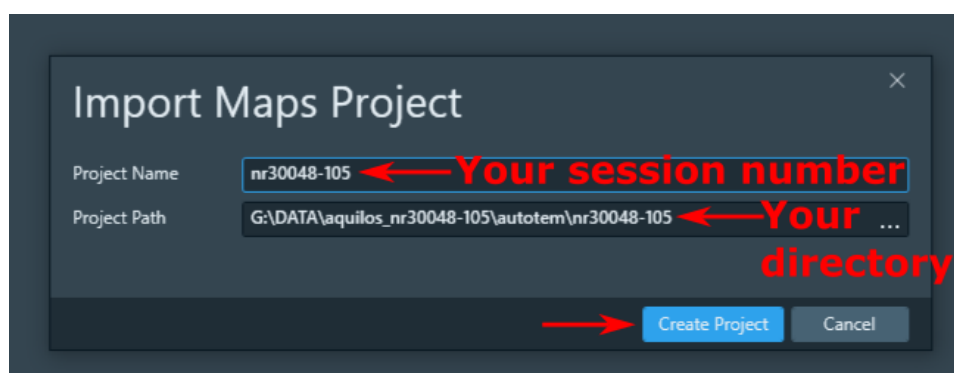 Import Maps Project
Project Name nr30048-105 Your session number
Project Path G:\DATA\aquilos_nr30048-105\autotem\nr30048-105 Your ...
directory
Create Project Cancel